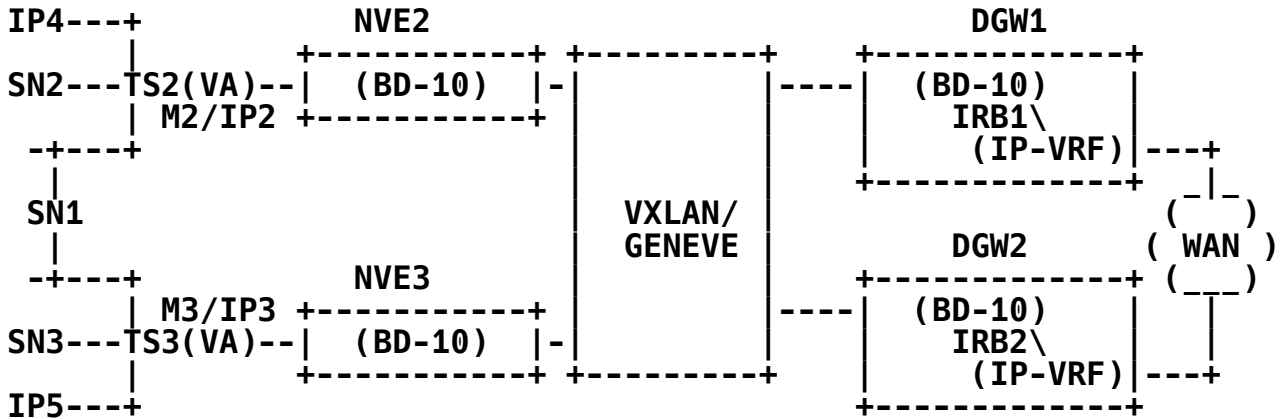 IP4---+           NVE2                            DGW1
      |        +-----------+ +---------+    +-------------+
SN2---TS2(VA)--|  (BD-10)  |-|         |----|  (BD-10)    |
      | M2/IP2 +-----------+ |         |    |    IRB1\    |
 -+---+                      |         |    |     (IP-VRF)|---+
  |                          |         |    +-------------+  _|_
 SN1                         |  VXLAN/ |                    (   )
  |                          |  GENEVE |         DGW2      ( WAN )
 -+---+           NVE3       |         |    +-------------+ (___)
      | M3/IP3 +-----------+ |         |----|  (BD-10)    |   |
SN3---TS3(VA)--|  (BD-10)  |-|         |    |    IRB2\    |   |
      |        +-----------+ +---------+    |     (IP-VRF)|---+
IP5---+                                     +-------------+